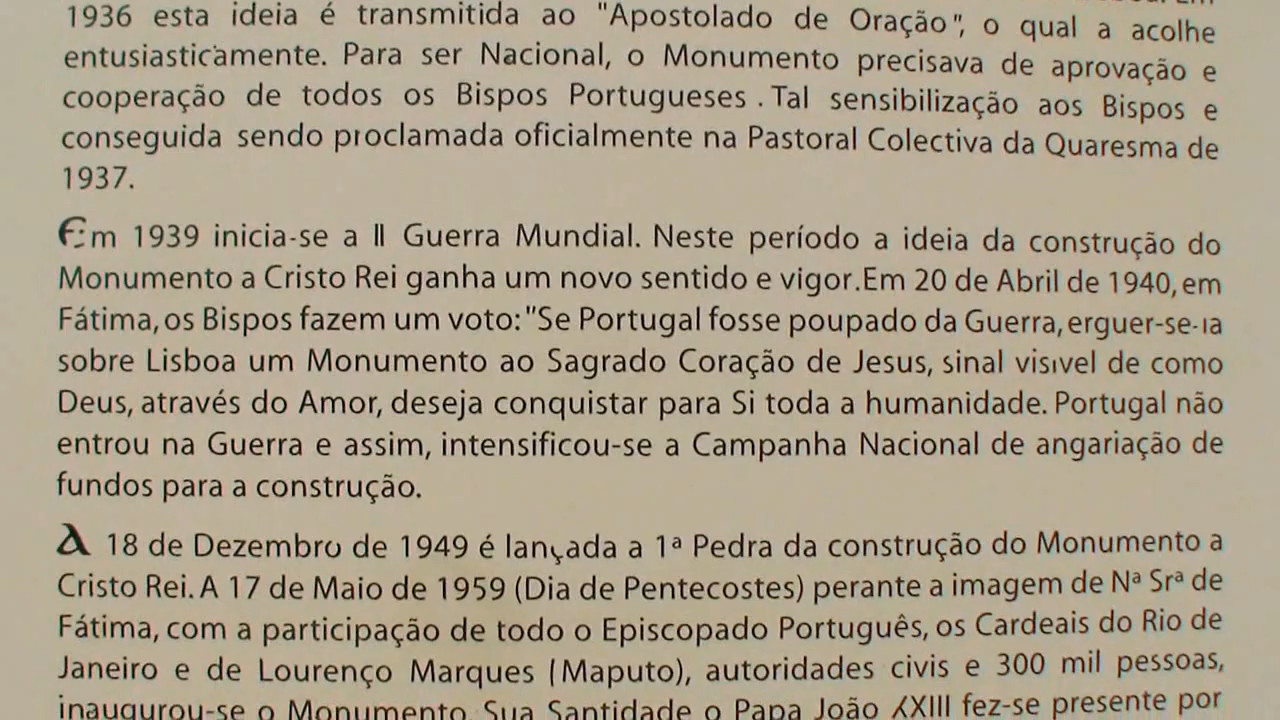 1936 esta ideia é transmitida ao "Apostolado de Oração", o qual a acolhe
entusiasticamente. Para ser Nacional, o Monumento precisava de aprovação e
cooperação de todos os Bispos Portugueses . Tal sensibilização aos Bispos e
conseguida sendo proclamada oficialmente na Pastoral Colectiva da Quaresma de
1937.
Em 1939 inicia-se a II Guerra Mundial. Neste período a ideia da construção do
Monumento a Cristo Rei ganha um novo sentido e vigor.Em 20 de Abril de 1940, em
Fátima, os Bispos fazem um voto: "Se Portugal fosse poupado da Guerra, erguer-se-ia
sobre Lisboa um Monumento ao Sagrado Coração de Jesus, sinal visível de como
Deus, através do Amor, deseja conquistar para Si toda a humanidade. Portugal não
entrou na Guerra e assim, intensificou-se a Campanha Nacional de angariação de
fundos para a construção.
A 18 de Dezembro de 1949 é lançada a 1ª Pedra da construção do Monumento a
Cristo Rei. A 17 de Maio de 1959 (Dia de Pentecostes) perante a imagem de Nª Srª de
Fátima, com a participação de todo o Episcopado Português, os Cardeais do Rio de
Janeiro e de Lourenço Marques (Maputo), autoridades civis e 300 mil pessoas,
inaugurou-se o Monumento. Sua Santidade o Papa João XXIII fez-se presente por